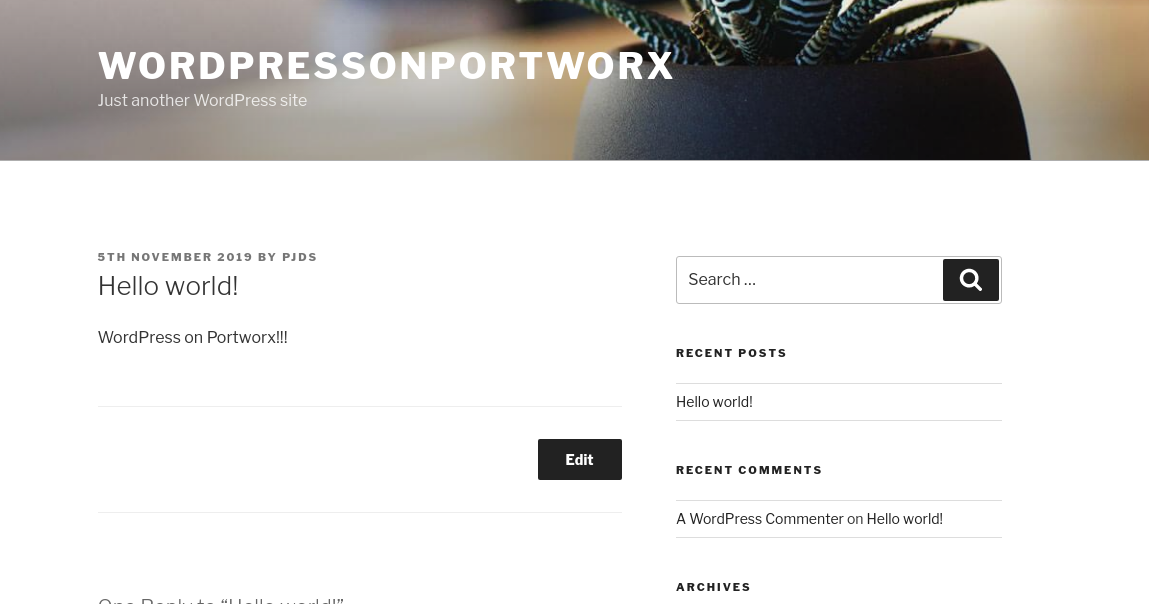 WORDPRESSONPORTWORX
Just another WordPress site
5TH NOVEMBER 2019 BY PJDS
Hello world!
WordPress on Portworx!!!
Edit
One Reply to “Hello world!”
Search …
RECENT POSTS
Hello world!
RECENT COMMENTS
A WordPress Commenter on Hello world!
ARCHIVES